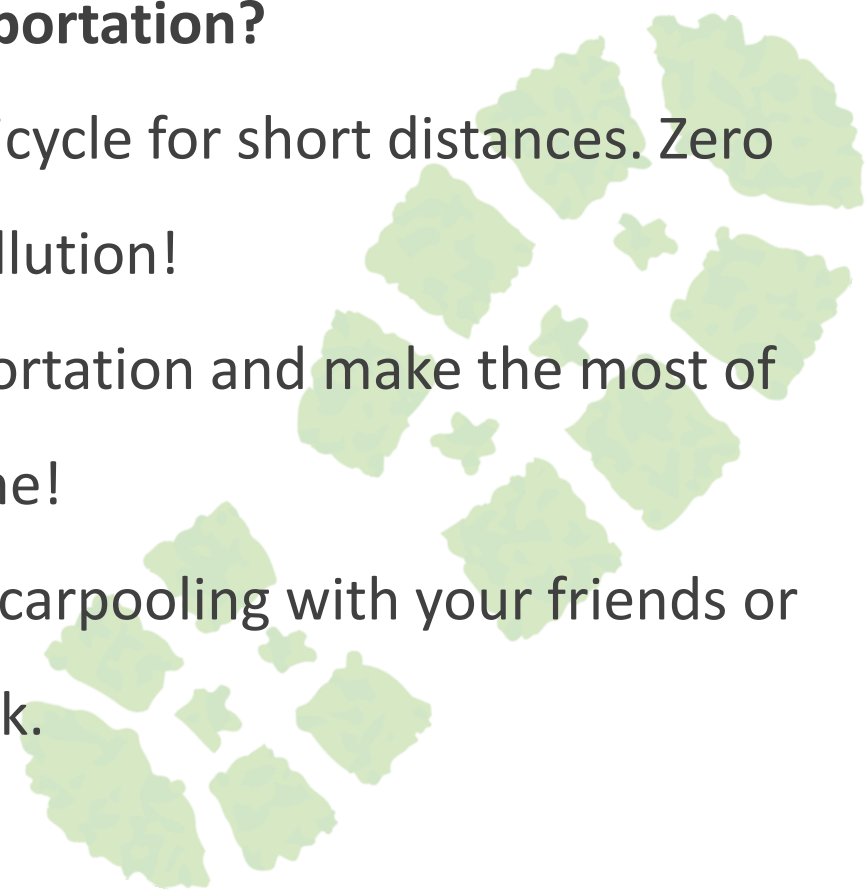 portation?
cycle for short distances. Zero
llution!
ortation and make the most of
ne!
carpooling with your friends or
k.